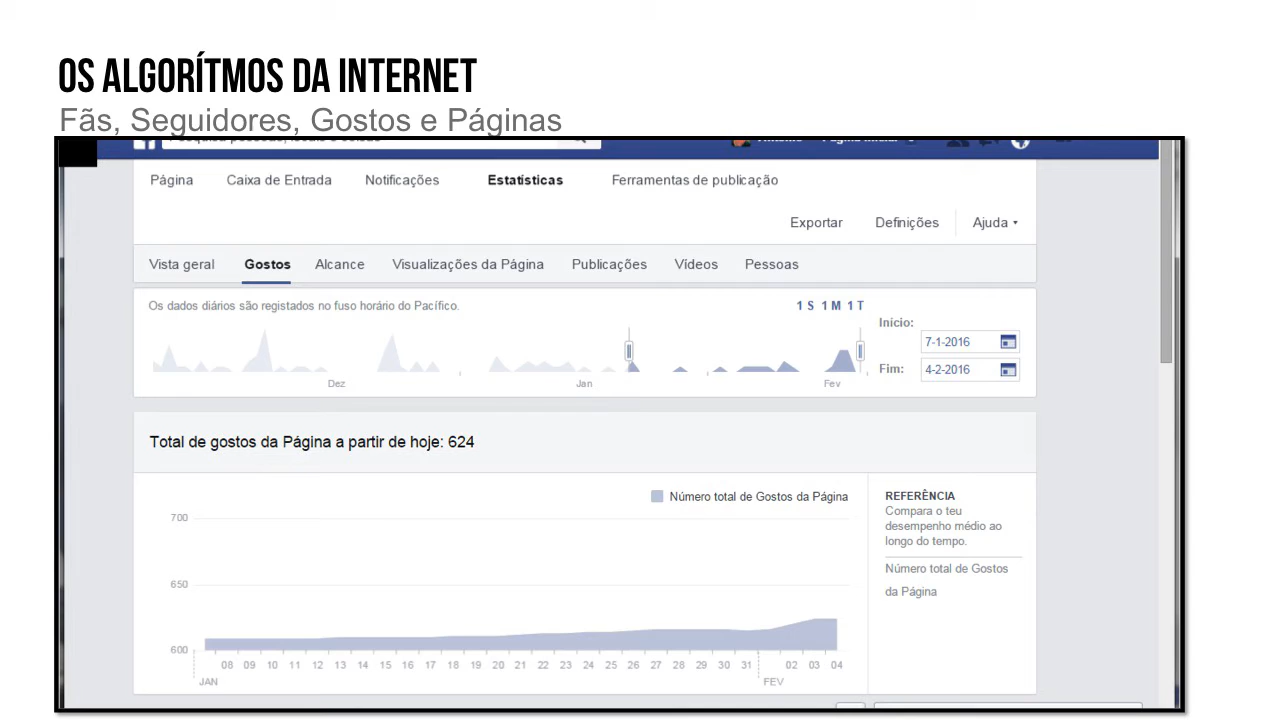 OS ALGORÍTMOS DA INTERNET
Fãs, Seguidores, Gostos e Páginas
Página Caixa de Entrada Notificações Estatísticas Ferramentas de publicação
Exportar Definições Ajuda
Vista geral Gostos Alcance Visualizações da Página Publicações Vídeos Pessoas
Os dados diários são registados no fuso horário do Pacífico.
1 S 1 M 1 T
Início:
7-1-2016
Fim: 4-2-2016
Dez Jan Fev
Total de gostos da Página a partir de hoje: 624
Número total de Gostos da Página
700
650
600
08 09 10 11 12 13 14 15 16 17 18 19 20 21 22 23 24 25 26 27 28 29 30 31 02 03 04
JAN FEV
REFERÊNCIA
Compara o teu
desempenho médio ao
longo do tempo.
Número total de Gostos
da Página